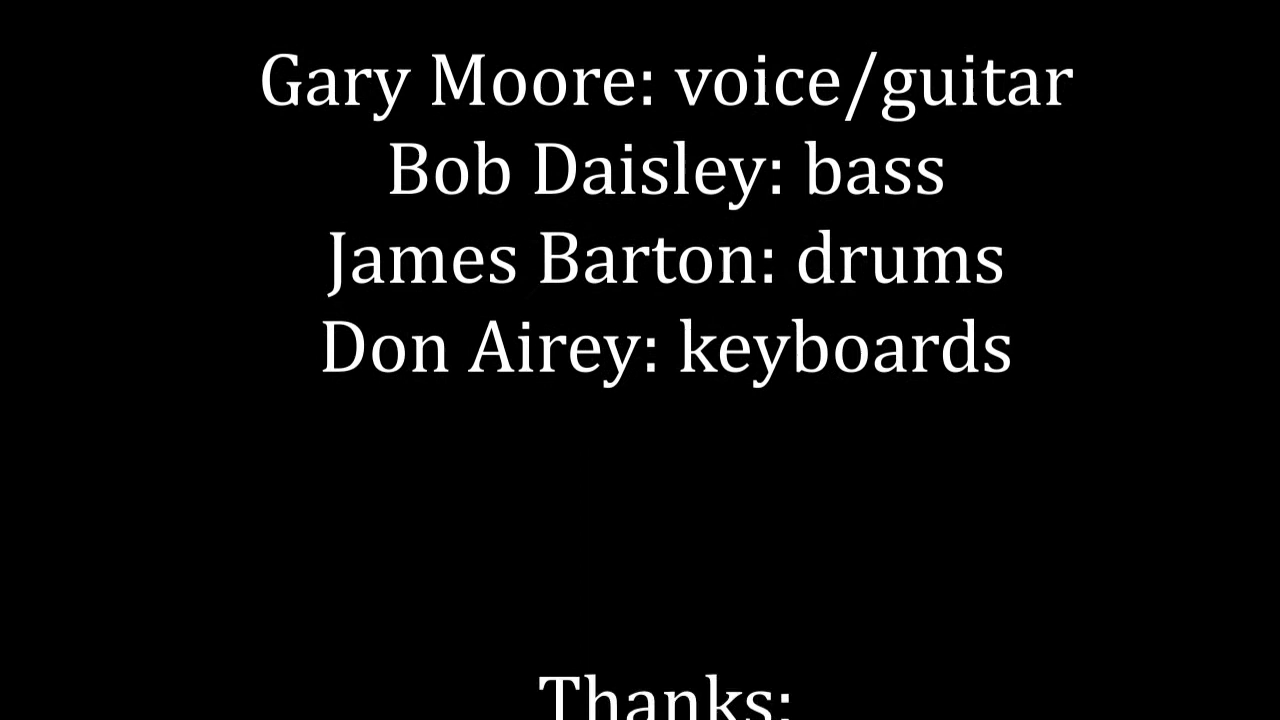 Gary Moore: voice/guitar
Bob Daisley: bass
James Barton: drums
Don Airey: keyboards
Thanks: